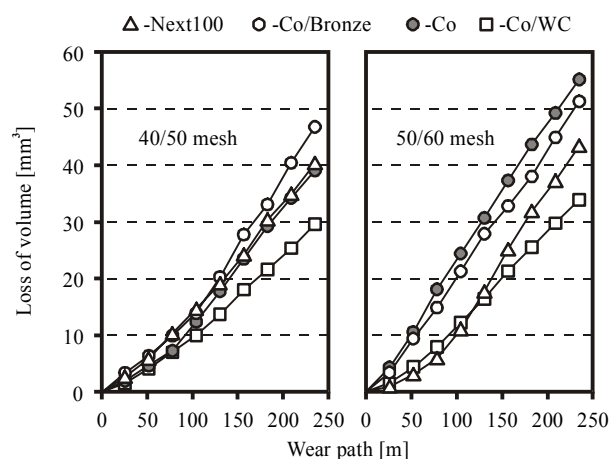 -Next100 -Co/Bronze -Co -Co/WC
Loss of volume [mm³]
60
50
40
30
20
10
0
40/50 mesh
50/60 mesh
0 50 100 150 200 250
0 50 100 150 200 250
Wear path [m]